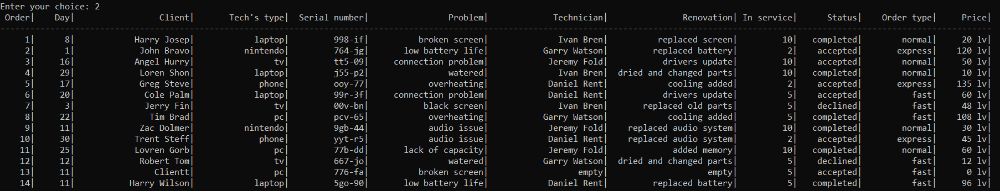 Enter your choice: 2
Order| Day| Client| Tech's type| Serial number| Problem| Technician| Renovation| In service| Status| Order type| Price|
--------------------------------------------------------------------------------
1| 8| Harry Josep| laptop| 998-if| broken screen| Ivan Bren| replaced screen| 10| completed| normal| 20 lv|
2| 1| John Bravo| nintendo| 764-jg| low battery life| Garry Watson| replaced battery| 2| accepted| express| 120 lv|
3| 16| Angel Hurry| tv| tt5-09| connection problem| Jeremy Fold| drivers update| 10| accepted| normal| 50 lv|
4| 29| Loren Shon| laptop| j55-p2| watered| Ivan Bren| dried and changed parts| 10| completed| normal| 10 lv|
5| 17| Greg Steve| phone| ooy-77| overheating| Daniel Rent| cooling added| 2| accepted| express| 135 lv|
6| 20| Cole Palm| laptop| 99r-3f| connection problem| Daniel Rent| drivers update| 5| accepted| fast| 60 lv|
7| 3| Jerry Fin| tv| 00v-bn| black screen| Ivan Bren| replaced old parts| 5| declined| fast| 48 lv|
8| 22| Tim Brad| pc| pcv-65| overheating| Garry Watson| cooling added| 5| completed| fast| 108 lv|
9| 11| Zac Dolmer| nintendo| 9gb-44| audio issue| Jeremy Fold| replaced audio system| 10| completed| normal| 30 lv|
10| 30| Trent Steff| phone| yyt-r5| audio issue| Daniel Rent| replaced audio system| 2| accepted| express| 45 lv|
11| 25| Lovren Gorb| pc| 77b-dd| lack of capacity| Jeremy Fold| added memory| 10| completed| normal| 60 lv|
12| 12| Robert Tom| tv| 667-jo| watered| Garry Watson| dried and changed parts| 5| declined| fast| 12 lv|
13| 11| Clientt| pc| 776-fa| broken screen| empty| empty| 5| accepted| fast| 0 lv|
14| 11| Harry Wilson| laptop| 5go-90| low battery life| Daniel Rent| replaced battery| 5| completed| fast| 96 lv|